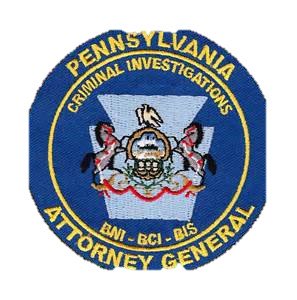 PENNSYLVANIA
CRIMINAL INVESTIGATIONS
BNI - BCI - BIS
ATTORNEY GENERAL